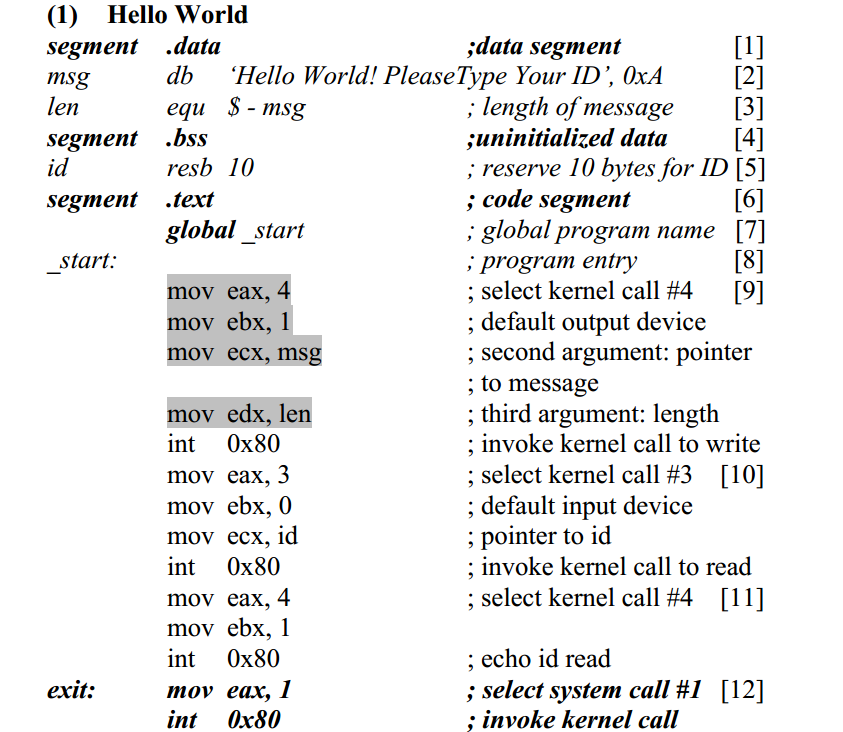 (1) Hello World
segment .data ;data segment [1]
msg db ‘Hello World! PleaseType Your ID’, 0xA [2]
len equ $ - msg ; length of message [3]
segment .bss ;uninitialized data [4]
id resb 10 ; reserve 10 bytes for ID [5]
segment .text ; code segment [6]
global _start ; global program name [7]
_start: ; program entry [8]
mov eax, 4 ; select kernel call #4 [9]
mov ebx, 1 ; default output device
mov ecx, msg ; second argument: pointer
; to message
mov edx, len ; third argument: length
int 0x80 ; invoke kernel call to write
mov eax, 3 ; select kernel call #3 [10]
mov ebx, 0 ; default input device
mov ecx, id ; pointer to id
int 0x80 ; invoke kernel call to read
mov eax, 4 ; select kernel call #4 [11]
mov ebx, 1
int 0x80 ; echo id read
exit: mov eax, 1 ; select system call #1 [12]
int 0x80 ; invoke kernel call